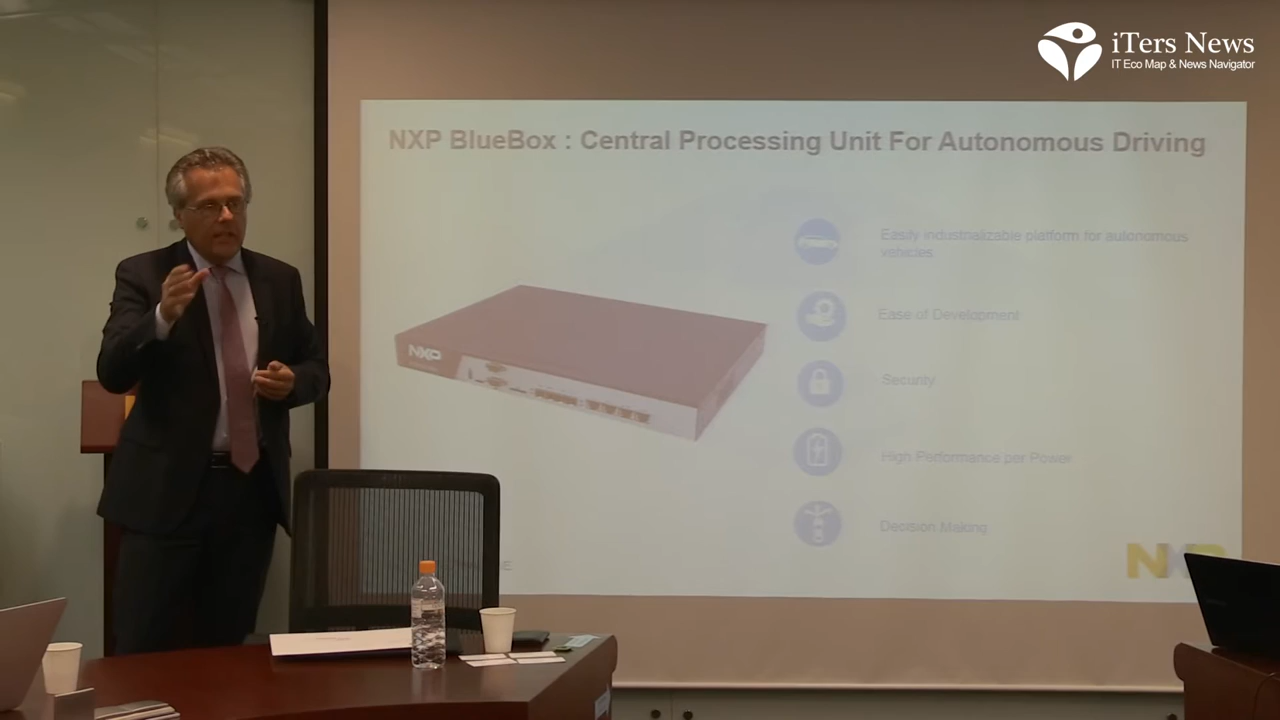 iTers News
IT Eco Map & News Navigator
NXP BlueBox : Central Processing Unit For Autonomous Driving
Easily industrializable platform for autonomous
vehicles
Ease of Development
NXP
Security
High Performance per Power
Decision Making
NXP